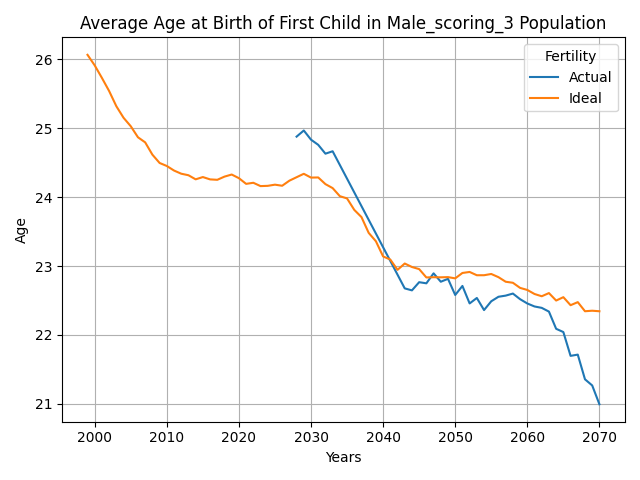 Average Age at Birth of First Child in Male_scoring_3 Population
Fertility
Actual
Ideal
26
25
24
23
22
21
Age
2000 2010 2020 2030 2040 2050 2060 2070
Years